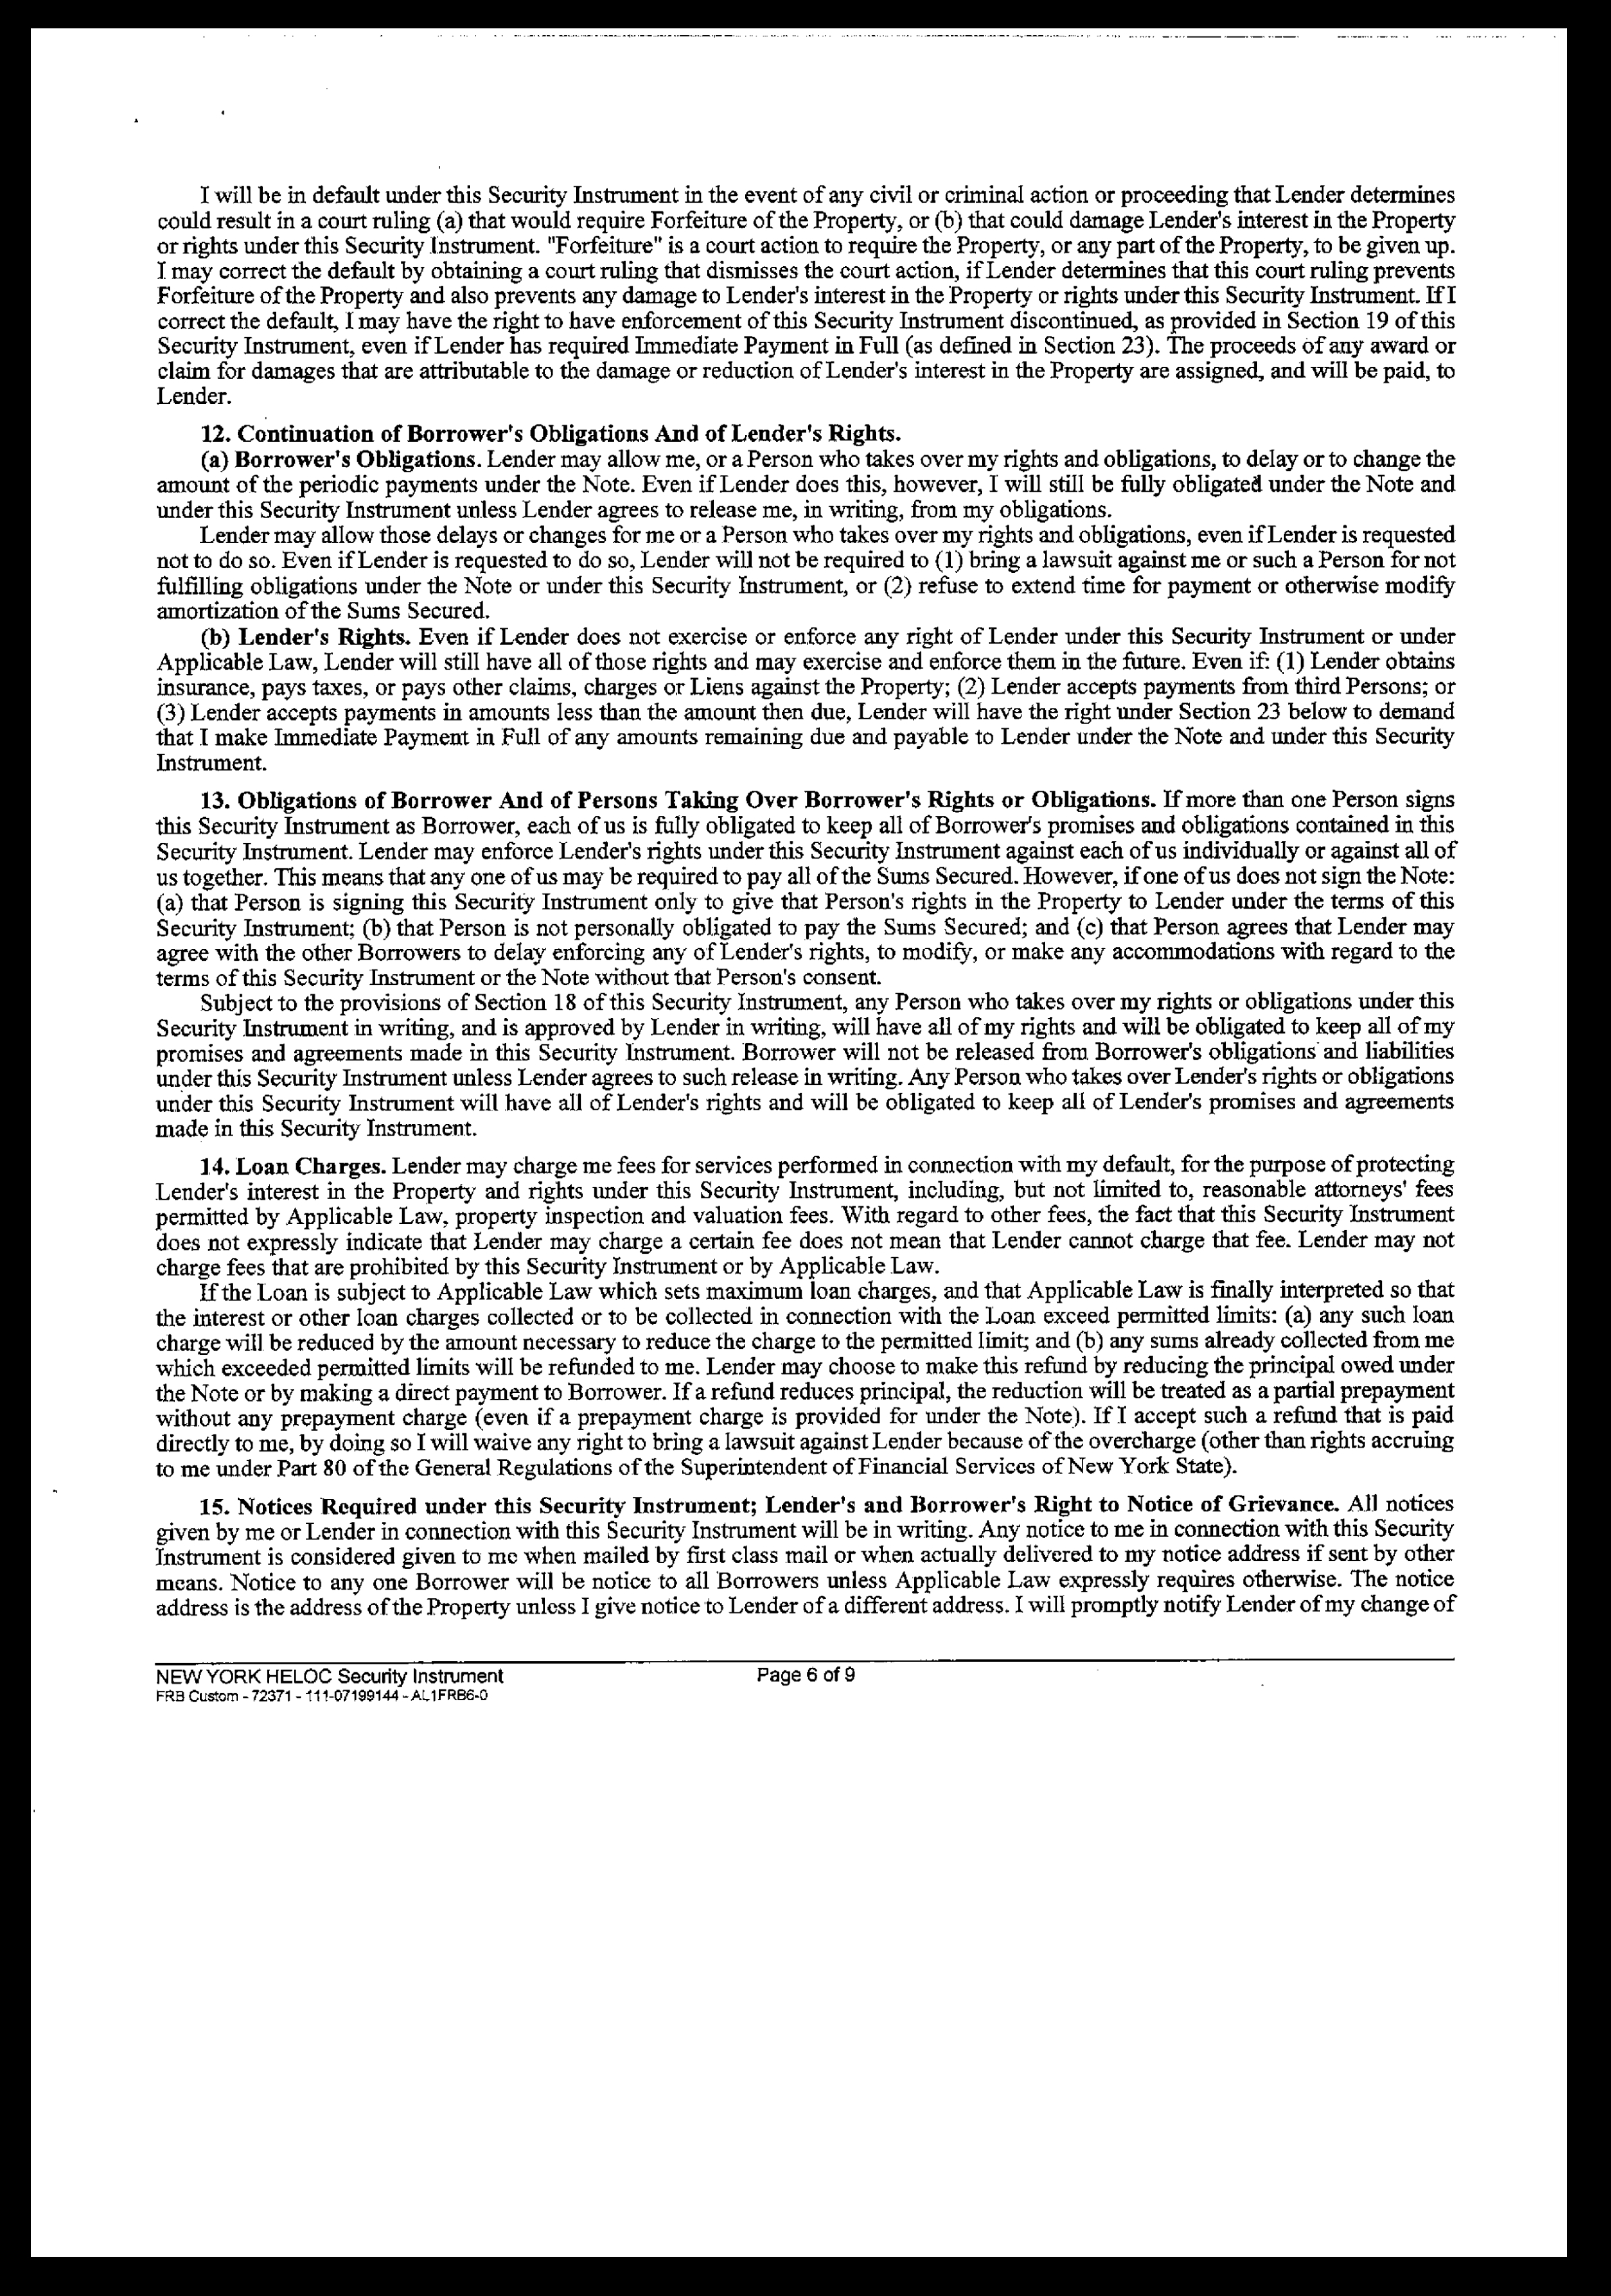 I will be in default under this Security Instrument in the event of any civil or criminal action or proceeding that Lender determines
could result in a court ruling (a) that would require Forfeiture of the Property, or (b) that could damage Lender's interest in the Property
or rights under this Security Instrument. "Forfeiture" is a court action to require the Property, or any part of the Property, to be given up.
I may correct the default by obtaining a court ruling that dismisses the court action, if Lender determines that this court ruling prevents
Forfeiture of the Property and also prevents any damage to Lender's interest in the Property or rights under this Security Instrument. If I
correct the default, I may have the right to have enforcement of this Security Instrument discontinued, as provided in Section 19 of this
Security Instrument, even if Lender has required Immediate Payment in Full (as defined in Section 23). The proceeds of any award or
claim for damages that are attributable to the damage or reduction of Lender's interest in the Property are assigned, and will be paid, to
Lender.
12. Continuation of Borrower's Obligations And of Lender's Rights.
(a) Borrower's Obligations. Lender may allow me, or a Person who takes over my rights and obligations, to delay or to change the
amount of the periodic payments under the Note. Even if Lender does this, however, I will still be fully obligated under the Note and
under this Security Instrument unless Lender agrees to release me, in writing, from my obligations.
Lender may allow those delays or changes for me or a Person who takes over my rights and obligations, even if Lender is requested
not to do so. Even if Lender is requested to do so, Lender will not be required to (1) bring a lawsuit against me or such a Person for not
fulfilling obligations under the Note or under this Security Instrument, or (2) refuse to extend time for payment or otherwise modify
amortization of the Sums Secured.
(b) Lender's Rights. Even if Lender does not exercise or enforce any right of Lender under this Security Instrument or under
Applicable Law, Lender will still have all of those rights and may exercise and enforce them in the future. Even if: (1) Lender obtains
insurance, pays taxes, or pays other claims, charges or Liens against the Property; (2) Lender accepts payments from third Persons; or
(3) Lender accepts payments in amounts less than the amount then due, Lender will have the right under Section 23 below to demand
that I make Immediate Payment in Full of any amounts remaining due and payable to Lender under the Note and under this Security
Instrument.
13. Obligations of Borrower And of Persons Taking Over Borrower's Rights or Obligations. If more than one Person signs
this Security Instrument as Borrower, each of us is fully obligated to keep all of Borrower's promises and obligations contained in this
Security Instrument. Lender may enforce Lender's rights under this Security Instrument against each of us individually or against all of
us together. This means that any one of us may be required to pay all of the Sums Secured. However, if one of us does not sign the Note:
(a) that Person is signing this Security Instrument only to give that Person's rights in the Property to Lender under the terms of this
Security Instrument; (b) that Person is not personally obligated to pay the Sums Secured; and (c) that Person agrees that Lender may
agree with the other Borrowers to delay enforcing any of Lender's rights, to modify, or make any accommodations with regard to the
terms of this Security Instrument or the Note without that Person's consent.
Subject to the provisions of Section 18 of this Security Instrument, any Person who takes over my rights or obligations under this
Security Instrument in writing, and is approved by Lender in writing, will have all of my rights and will be obligated to keep all of my
promises and agreements made in this Security Instrument. Borrower will not be released from Borrower's obligations and liabilities
under this Security Instrument unless Lender agrees to such release in writing. Any Person who takes over Lender's rights or obligations
under this Security Instrument will have all of Lender's rights and will be obligated to keep all of Lender's promises and agreements
made in this Security Instrument.
14. Loan Charges. Lender may charge me fees for services performed in connection with my default, for the purpose of protecting
Lender's interest in the Property and rights under this Security Instrument, including, but not limited to, reasonable attorneys' fees
permitted by Applicable Law, property inspection and valuation fees. With regard to other fees, the fact that this Security Instrument
does not expressly indicate that Lender may charge a certain fee does not mean that Lender cannot charge that fee. Lender may not
charge fees that are prohibited by this Security Instrument or by Applicable Law.
If the Loan is subject to Applicable Law which sets maximum loan charges, and that Applicable Law is finally interpreted so that
the interest or other loan charges collected or to be collected in connection with the Loan exceed permitted limits: (a) any such loan
charge will be reduced by the amount necessary to reduce the charge to the permitted limit; and (b) any sums already collected from me
which exceeded permitted limits will be refunded to me. Lender may choose to make this refund by reducing the principal owed under
the Note or by making a direct payment to Borrower. If a refund reduces principal, the reduction will be treated as a partial prepayment
without any prepayment charge (even if a prepayment charge is provided for under the Note). If I accept such a refund that is paid
directly to me, by doing so I will waive any right to bring a lawsuit against Lender because of the overcharge (other than rights accruing
to me under Part 80 of the General Regulations of the Superintendent of Financial Services of New York State).
15. Notices Required under this Security Instrument; Lender's and Borrower's Right to Notice of Grievance. All notices
given by me or Lender in connection with this Security Instrument will be in writing. Any notice to me in connection with this Security
Instrument is considered given to me when mailed by first class mail or when actually delivered to my notice address if sent by other
means. Notice to any one Borrower will be notice to all Borrowers unless Applicable Law expressly requires otherwise. The notice
address is the address of the Property unless I give notice to Lender of a different address. I will promptly notify Lender of my change of
NEW YORK HELOC Security Instrument Page 6 of 9
FRB Custom - 72371 - 111-07199144 - AL1FRB6-0